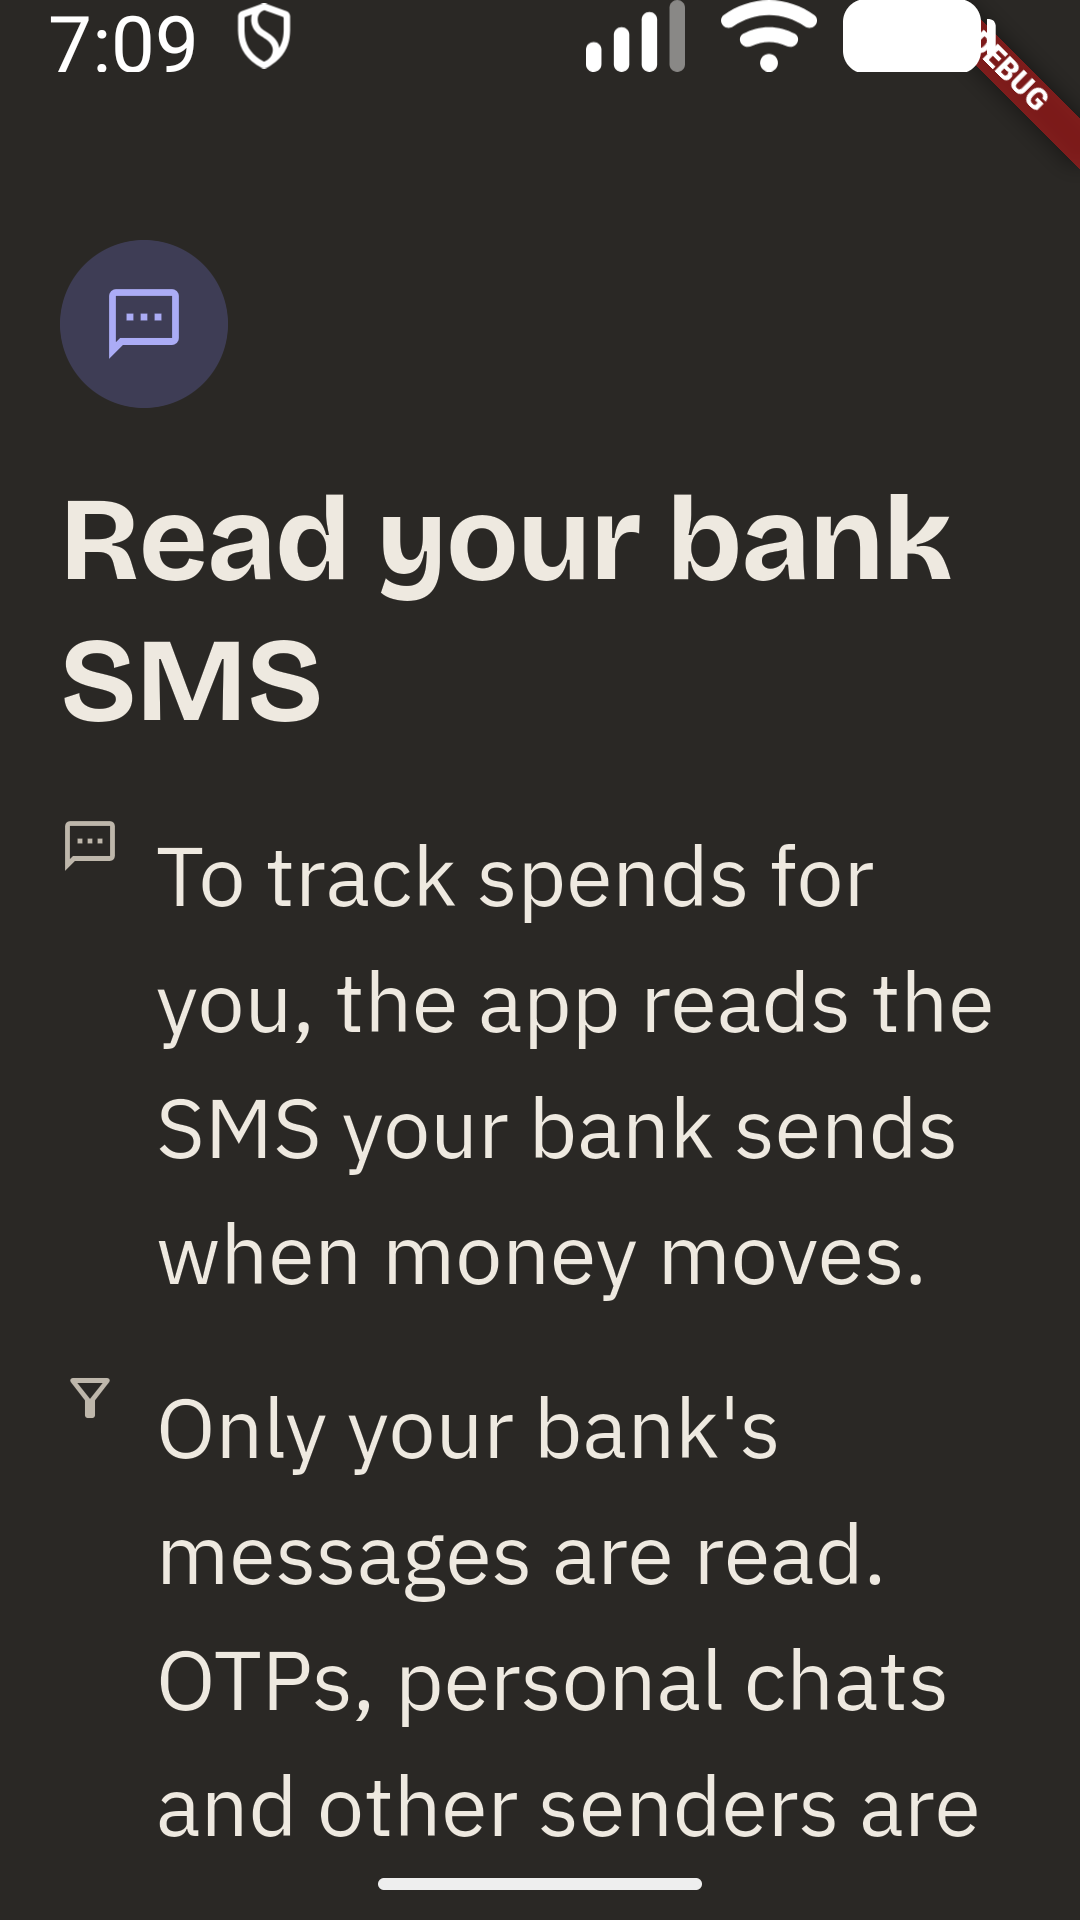 7:09
DEBUG
Read your bank
SMS
To track spends for
you, the app reads the
SMS your bank sends
when money moves.
Only your bank's
messages are read.
OTPs, personal chats
and other senders are